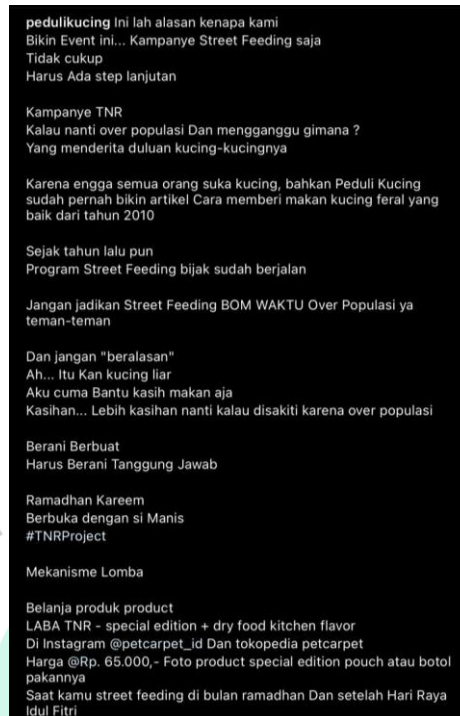 pedulikucing Ini lah alasan kenapa kami
Bikin Event ini... Kampanye Street Feeding saja
Tidak cukup
Harus Ada step lanjutan
Kampanye TNR
Kalau nanti over populasi Dan mengganggu gimana ?
Yang menderita duluan kucing-kucingnya
Karena engga semua orang suka kucing, bahkan Peduli Kucing
sudah pernah bikin artikel Cara memberi makan kucing feral yang
baik dari tahun 2010
Sejak tahun lalu pun
Program Street Feeding bijak sudah berjalan
Jangan jadikan Street Feeding BOM WAKTU Over Populasi ya
teman-teman
Dan jangan "beralasan"
Ah... Itu Kan kucing liar
Aku cuma Bantu kasih makan aja
Kasihan... Lebih kasihan nanti kalau disakiti karena over populasi
Berani Berbuat
Harus Berani Tanggung Jawab
Ramadhan Kareem
Berbuka dengan si Manis
#TNRProject
Mekanisme Lomba
Belanja produk product
LABA TNR - special edition + dry food kitchen flavor
Di Instagram @petcarpet_id Dan tokopedia petcarpet
Harga @Rp. 65.000,- Foto product special edition pouch atau botol
pakannya
Saat kamu street feeding di bulan ramadhan Dan setelah Hari Raya
Idul Fitri